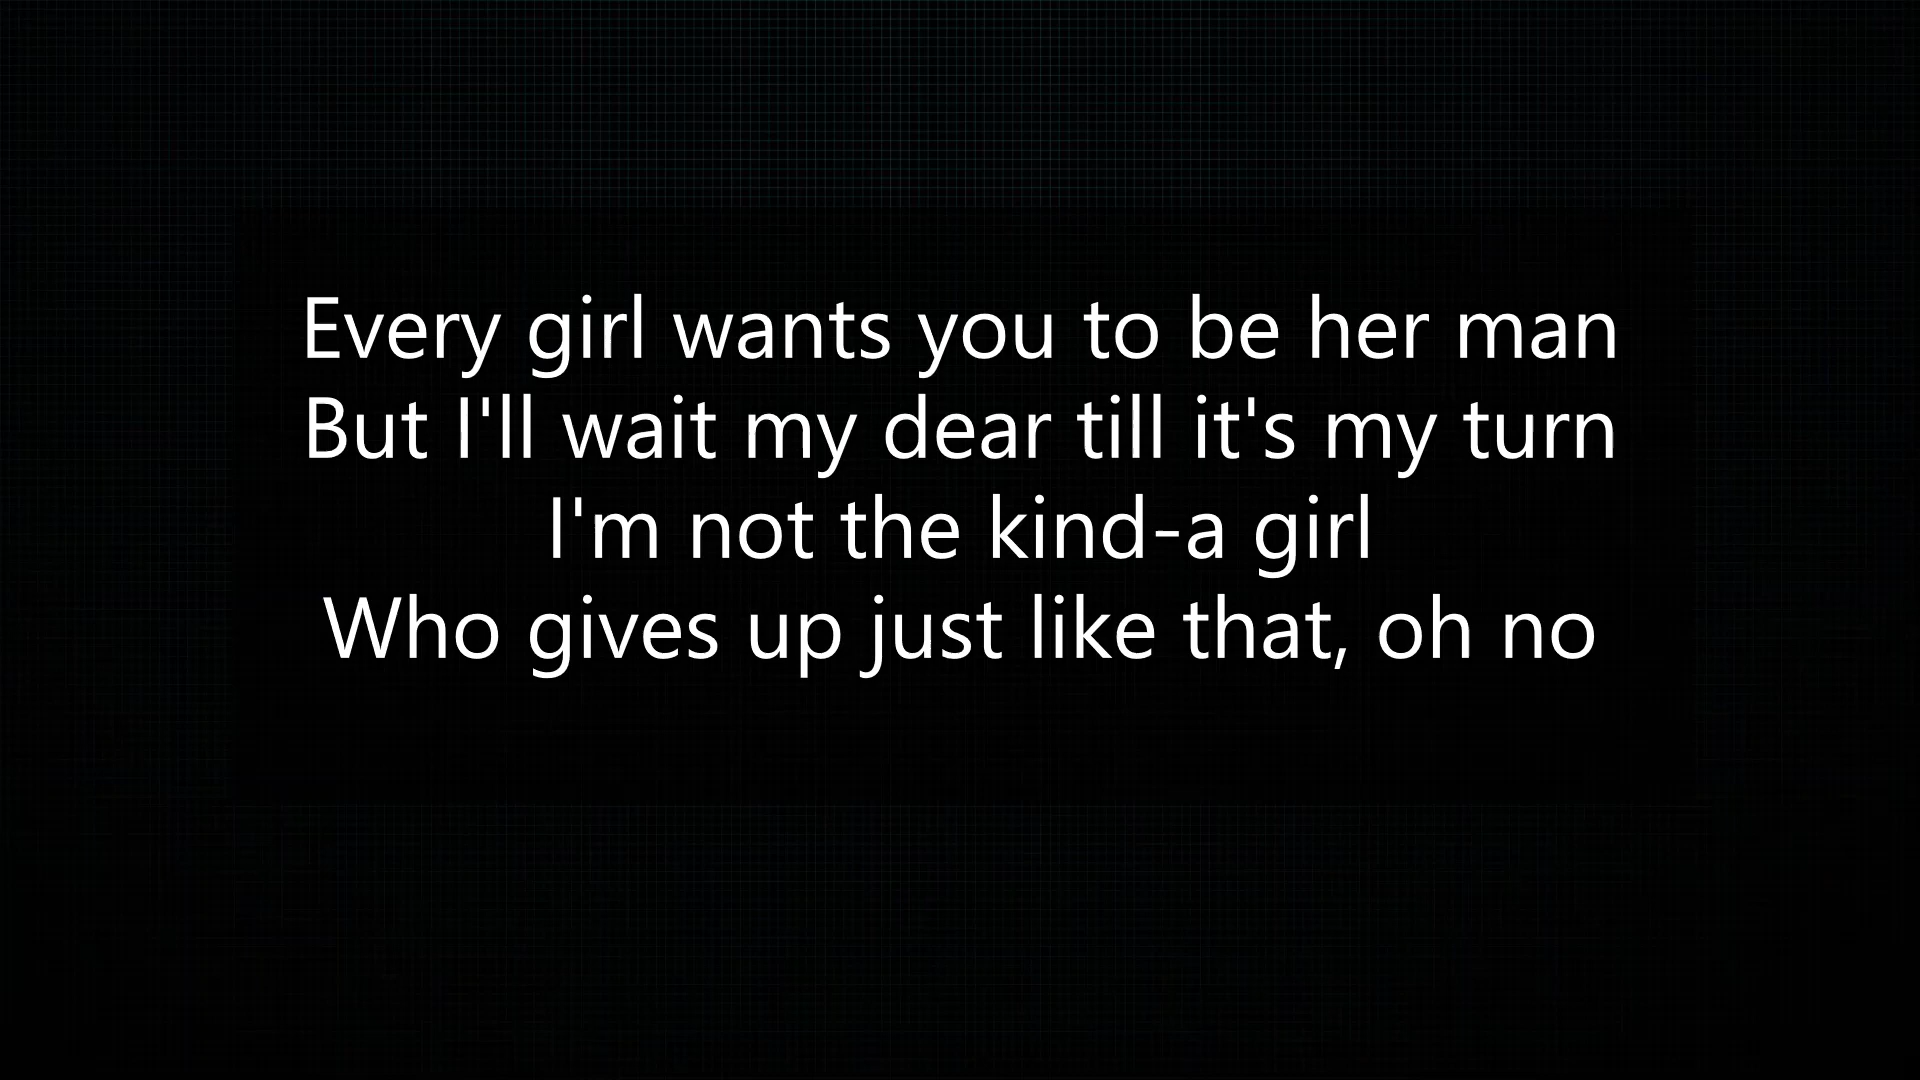 Every girl wants you to be her man
But I'll wait my dear till it's my turn
I'm not the kind-a girl
Who gives up just like that, oh no